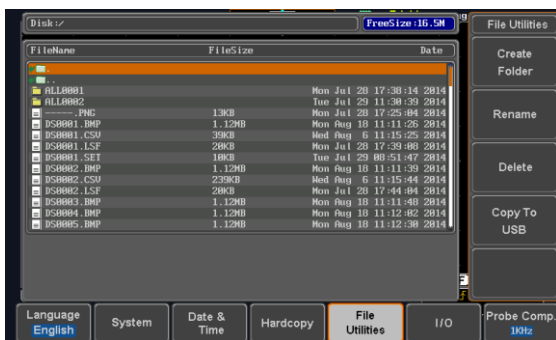 Disk:/ FreeSize:16.5M File Utilities
FileName FileSize Date
.
..
ALL0001 Mon Jul 28 17:38:14 2014
ALL0002 Tue Jul 29 11:30:39 2014
-----.PNG 13KB Mon Jul 28 17:25:04 2014
DS0001.BMP 1.12MB Mon Aug 18 11:11:26 2014
DS0001.CSV 39KB Wed Aug 6 11:15:25 2014
DS0001.LSF 20KB Mon Jul 28 17:39:08 2014
DS0001.SET 10KB Tue Jul 29 08:51:47 2014
DS0002.BMP 1.12MB Mon Aug 18 11:11:39 2014
DS0002.CSV 239KB Wed Aug 6 11:15:44 2014
DS0002.LSF 20KB Mon Jul 28 17:44:04 2014
DS0003.BMP 1.12MB Mon Aug 18 11:11:48 2014
DS0004.BMP 1.12MB Mon Aug 18 11:12:02 2014
DS0005.BMP 1.12MB Mon Aug 18 11:12:30 2014
Create
Folder
Rename
Delete
Copy To
USB
Language
English
System
Date &
Time
Hardcopy
File
Utilities
I/O
Probe Comp.
1KHz